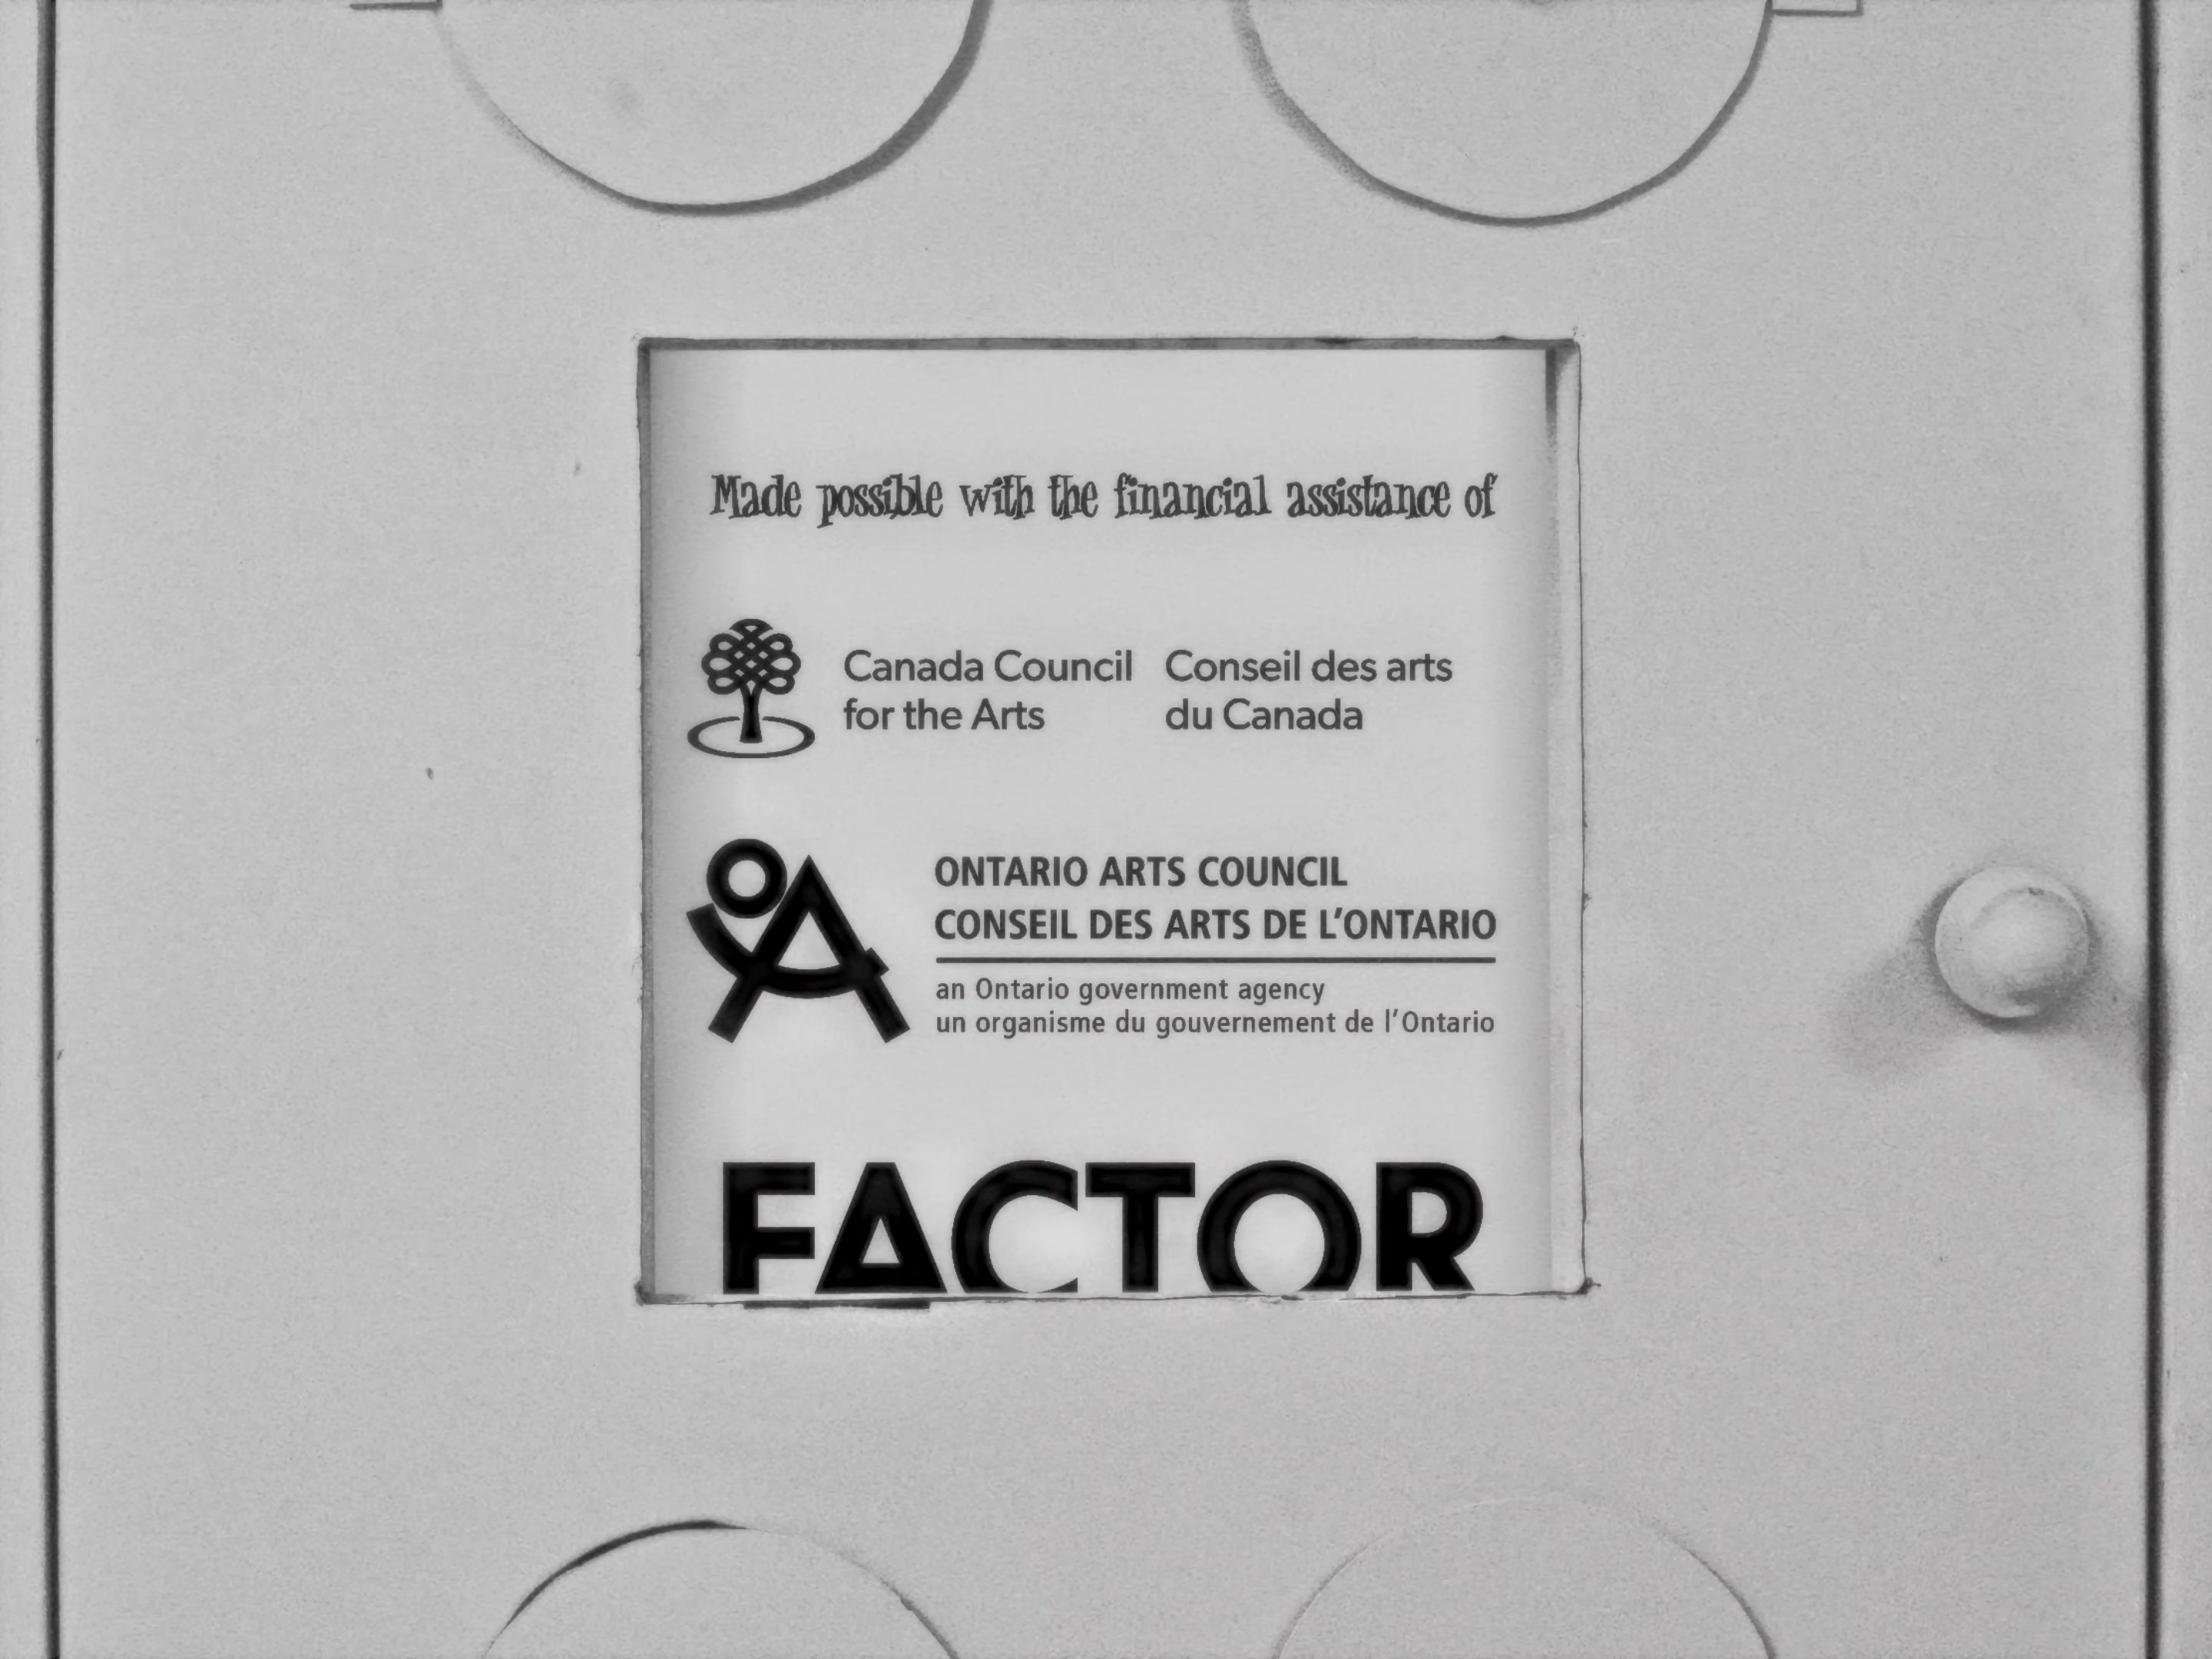 Made possible with the financial assistance of
Canada Council for the Arts
Conseil des arts du Canada
ONTARIO ARTS COUNCIL
CONSEIL DES ARTS DE L'ONTARIO
an Ontario government agency
un organisme du gouvernement de l'Ontario
FACTOR